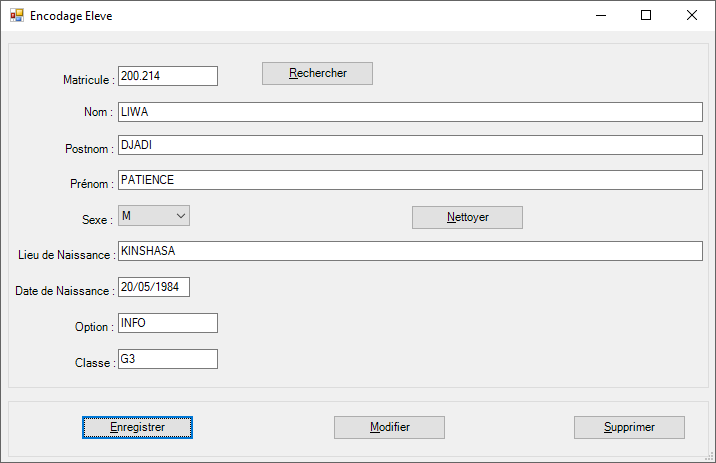 Encodage Eleve
Matricule : 200.214 Rechercher
Nom : LIWA
Postnom : DJADI
Prénom : PATIENCE
Sexe : M Nettoyer
Lieu de Naissance : KINSHASA
Date de Naissance : 20/05/1984
Option : INFO
Classe : G3
Enregistrer Modifier Supprimer